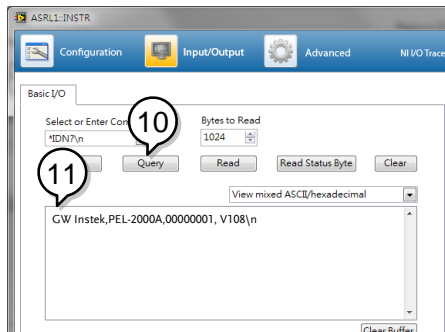 ASRL1::INSTR
Configuration Input/Output Advanced NI I/O Trace
Basic I/O
Select or Enter Com Bytes to Read
10
*IDN?\n 1024
Query Read Read Status Byte Clear
11
View mixed ASCII/hexadecimal
GW Instek,PEL-2000A,00000001, V108\n
Clear Buffer